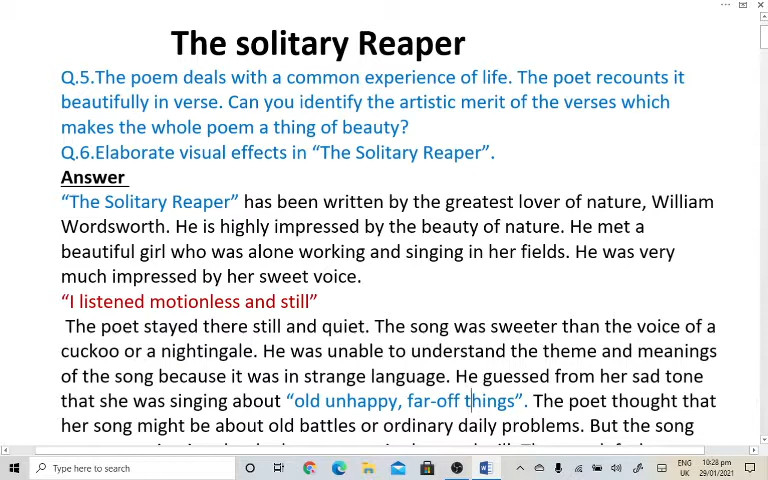 The solitary Reaper
Q.5.The poem deals with a common experience of life. The poet recounts it
beautifully in verse. Can you identify the artistic merit of the verses which
makes the whole poem a thing of beauty?
Q.6.Elaborate visual effects in “The Solitary Reaper”.
Answer
“The Solitary Reaper” has been written by the greatest lover of nature, William
Wordsworth. He is highly impressed by the beauty of nature. He met a
beautiful girl who was alone working and singing in her fields. He was very
much impressed by her sweet voice.
“I listened motionless and still”
The poet stayed there still and quiet. The song was sweeter than the voice of a
cuckoo or a nightingale. He was unable to understand the theme and meanings
of the song because it was in strange language. He guessed from her sad tone
that she was singing about “old unhappy, far-off things”. The poet thought that
her song might be about old battles or ordinary daily problems. But the song
Type here to search
ENG 10:28 pm
UK 29/01/2021